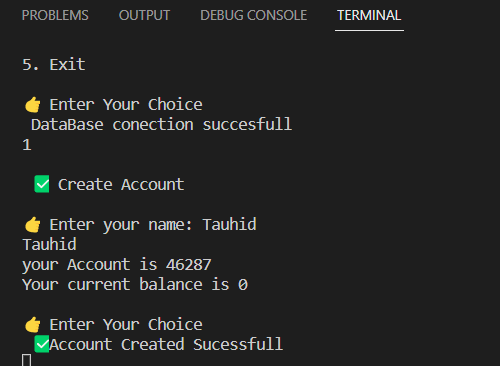 PROBLEMS OUTPUT DEBUG CONSOLE TERMINAL
5. Exit
👉 Enter Your Choice
DataBase conection succesfull
1
✅ Create Account
👉 Enter your name: Tauhid
Tauhid
your Account is 46287
Your current balance is 0
👉 Enter Your Choice
✅Account Created Sucessfull